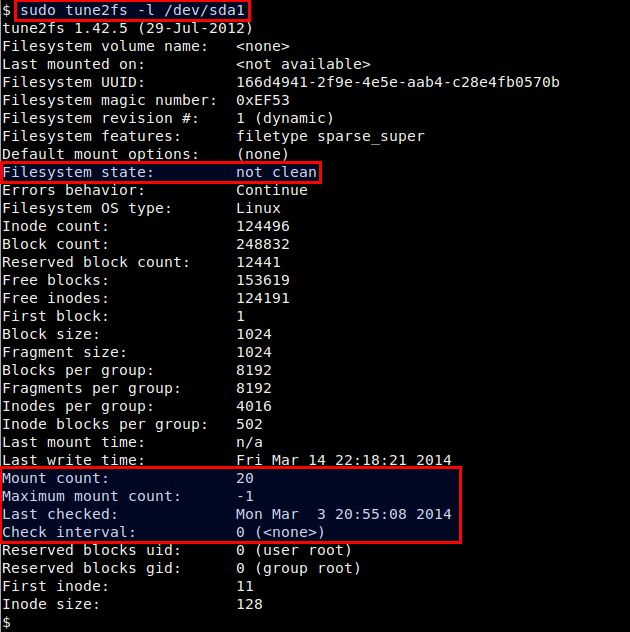 $ sudo tune2fs -l /dev/sda1
tune2fs 1.42.5 (29-Jul-2012)
Filesystem volume name:   <none>
Last mounted on:          <not available>
Filesystem UUID:          166d4941-2f9e-4e5e-aab4-c28e4fb0570b
Filesystem magic number:  0xEF53
Filesystem revision #:    1 (dynamic)
Filesystem features:      filetype sparse_super
Default mount options:    (none)
Filesystem state:         not clean
Errors behavior:          Continue
Filesystem OS type:       Linux
Inode count:              124496
Block count:              248832
Reserved block count:     12441
Free blocks:              153619
Free inodes:              124191
First block:              1
Block size:               1024
Fragment size:            1024
Blocks per group:         8192
Fragments per group:      8192
Inodes per group:         4016
Inode blocks per group:   502
Last mount time:          n/a
Last write time:          Fri Mar 14 22:18:21 2014
Mount count:              20
Maximum mount count:      -1
Last checked:             Mon Mar  3 20:55:08 2014
Check interval:           0 (<none>)
Reserved blocks uid:      0 (user root)
Reserved blocks gid:      0 (group root)
First inode:              11
Inode size:               128
$